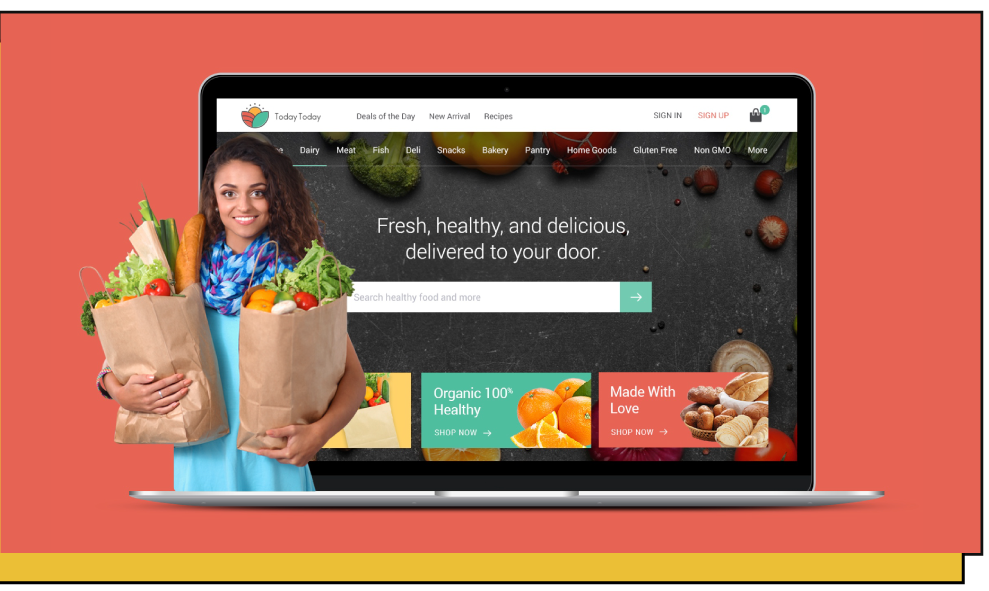 Today Today
Deals of the Day New Arrival Recipes
SIGN IN SIGN UP 1
Dairy Meat Fish Deli Snacks Bakery Pantry Home Goods Gluten Free Non GMO More
Fresh, healthy, and delicious,
delivered to your door.
Search healthy food and more
Organic 100%
Healthy
SHOP NOW
Made With
Love
SHOP NOW